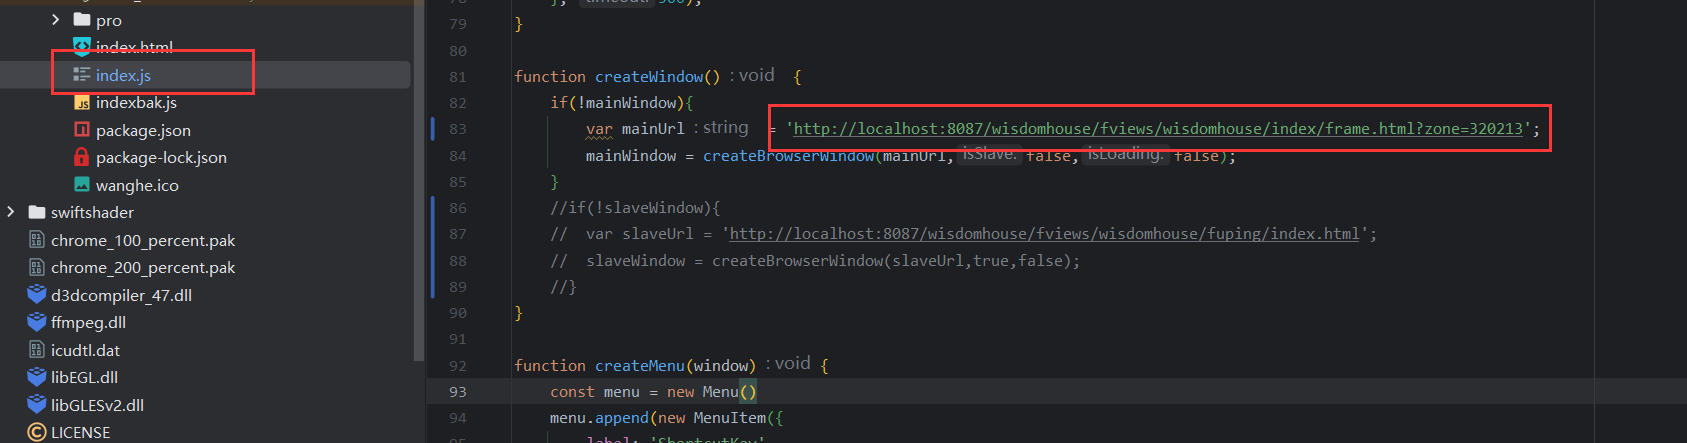 pro
index.html
index.js
indexbak.js
package.json
package-lock.json
wanghe.ico
swiftshader
chrome_100_percent.pak
chrome_200_percent.pak
d3dcompiler_47.dll
ffmpeg.dll
icudtl.dat
libEGL.dll
libGLESv2.dll
LICENSE
79 }
80
81 function createWindow() : void {
82 if(!mainWindow){
83 var mainUrl : string = 'http://localhost:8087/wisdomhouse/fviews/wisdomhouse/index/frame.html?zone=320213';
84 mainWindow = createBrowserWindow(mainUrl, isSlave: false, isLoading: false);
85 }
86 //if(!slaveWindow){
87 // var slaveUrl = 'http://localhost:8087/wisdomhouse/fviews/wisdomhouse/fuping/index.html';
88 // slaveWindow = createBrowserWindow(slaveUrl,true,false);
89 //}
90 }
91
92 function createMenu(window) : void {
93 const menu = new Menu()
94 menu.append(new MenuItem({